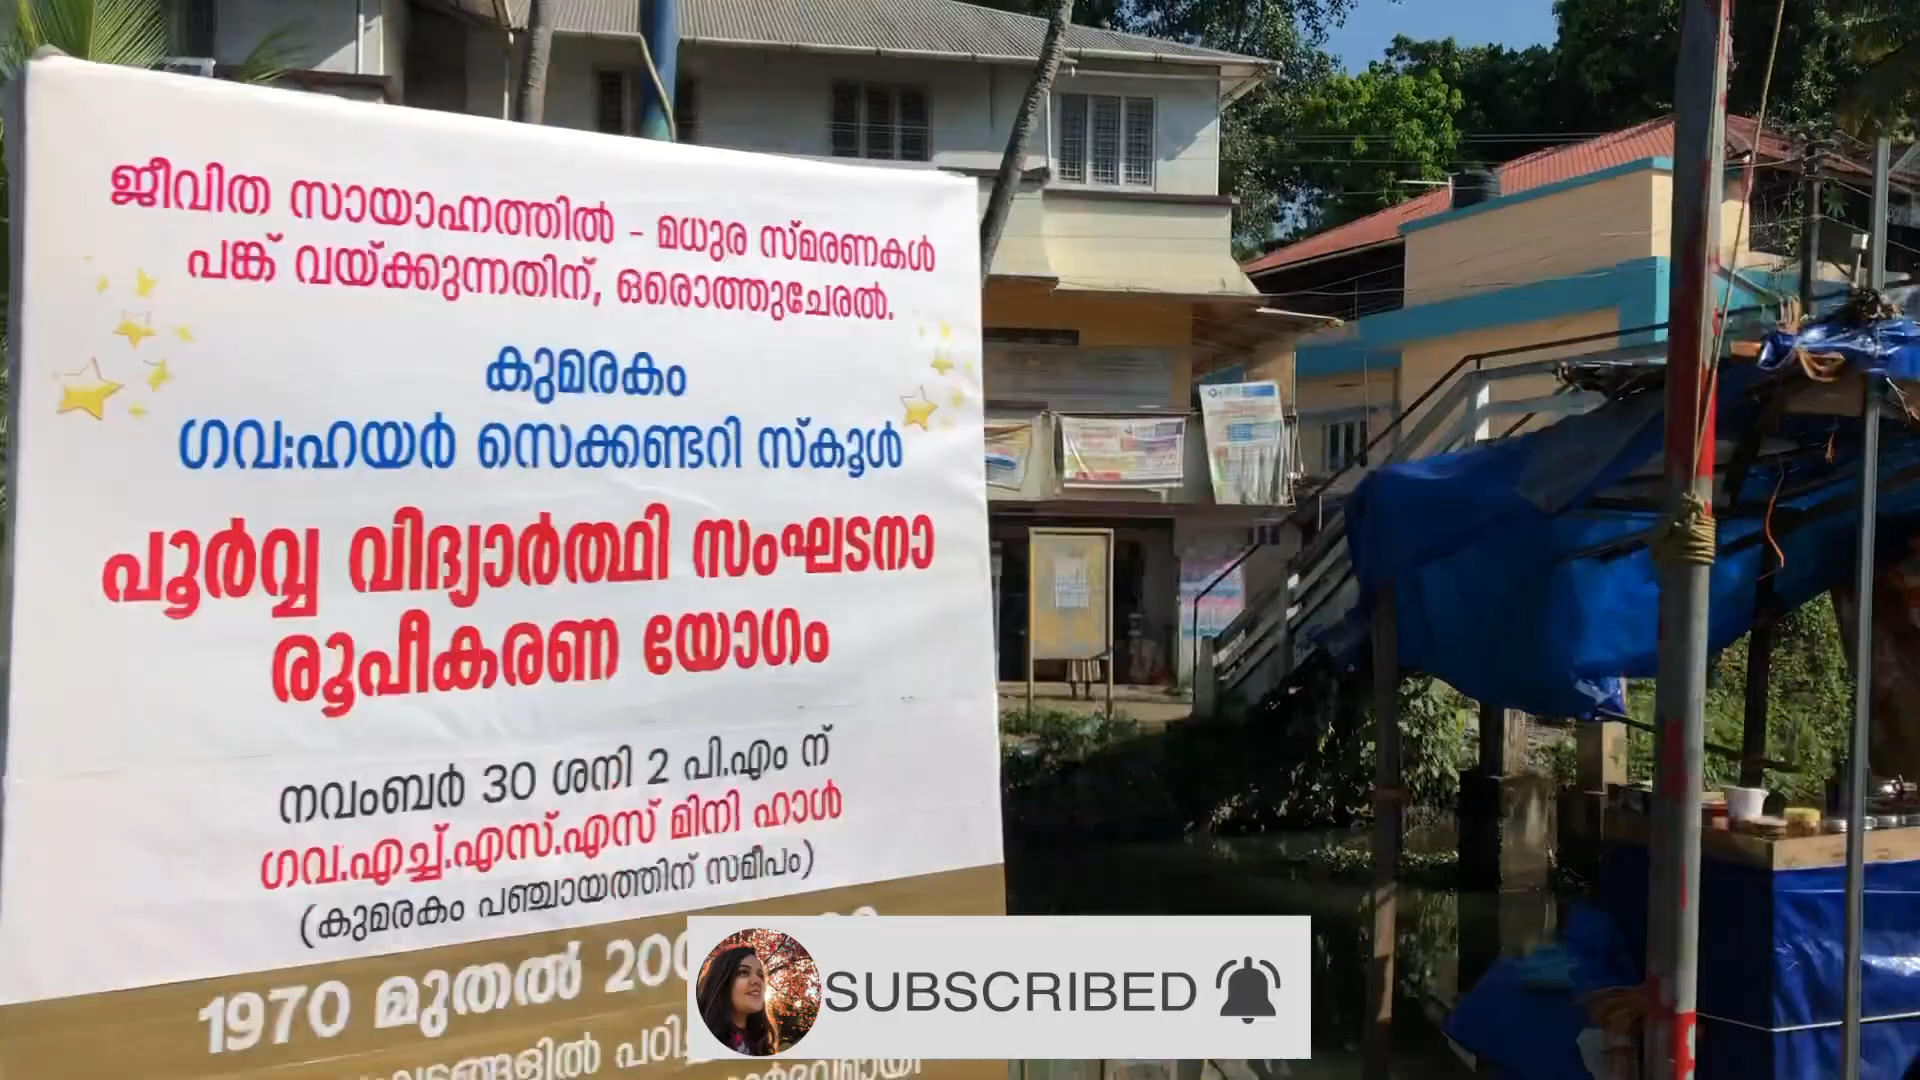 ജീവിത സായാഹ്നത്തിൽ - മധുര സ്മരണകൾ
പങ്ക് വയ്ക്കുന്നതിന്, ഒരൊത്തുചേരൽ.
കുമരകം
ഗവ:ഹയർ സെക്കണ്ടറി സ്കൂൾ
പൂർവ്വ വിദ്യാർത്ഥി സംഘടനാ
രൂപീകരണ യോഗം
നവംബർ 30 ശനി 2 പി.എം ന്
ഗവ.എച്ച്.എസ്.എസ് മിനി ഹാൾ
(കുമരകം പഞ്ചായത്തിന് സമീപം)
1970 മുതൽ
SUBSCRIBED